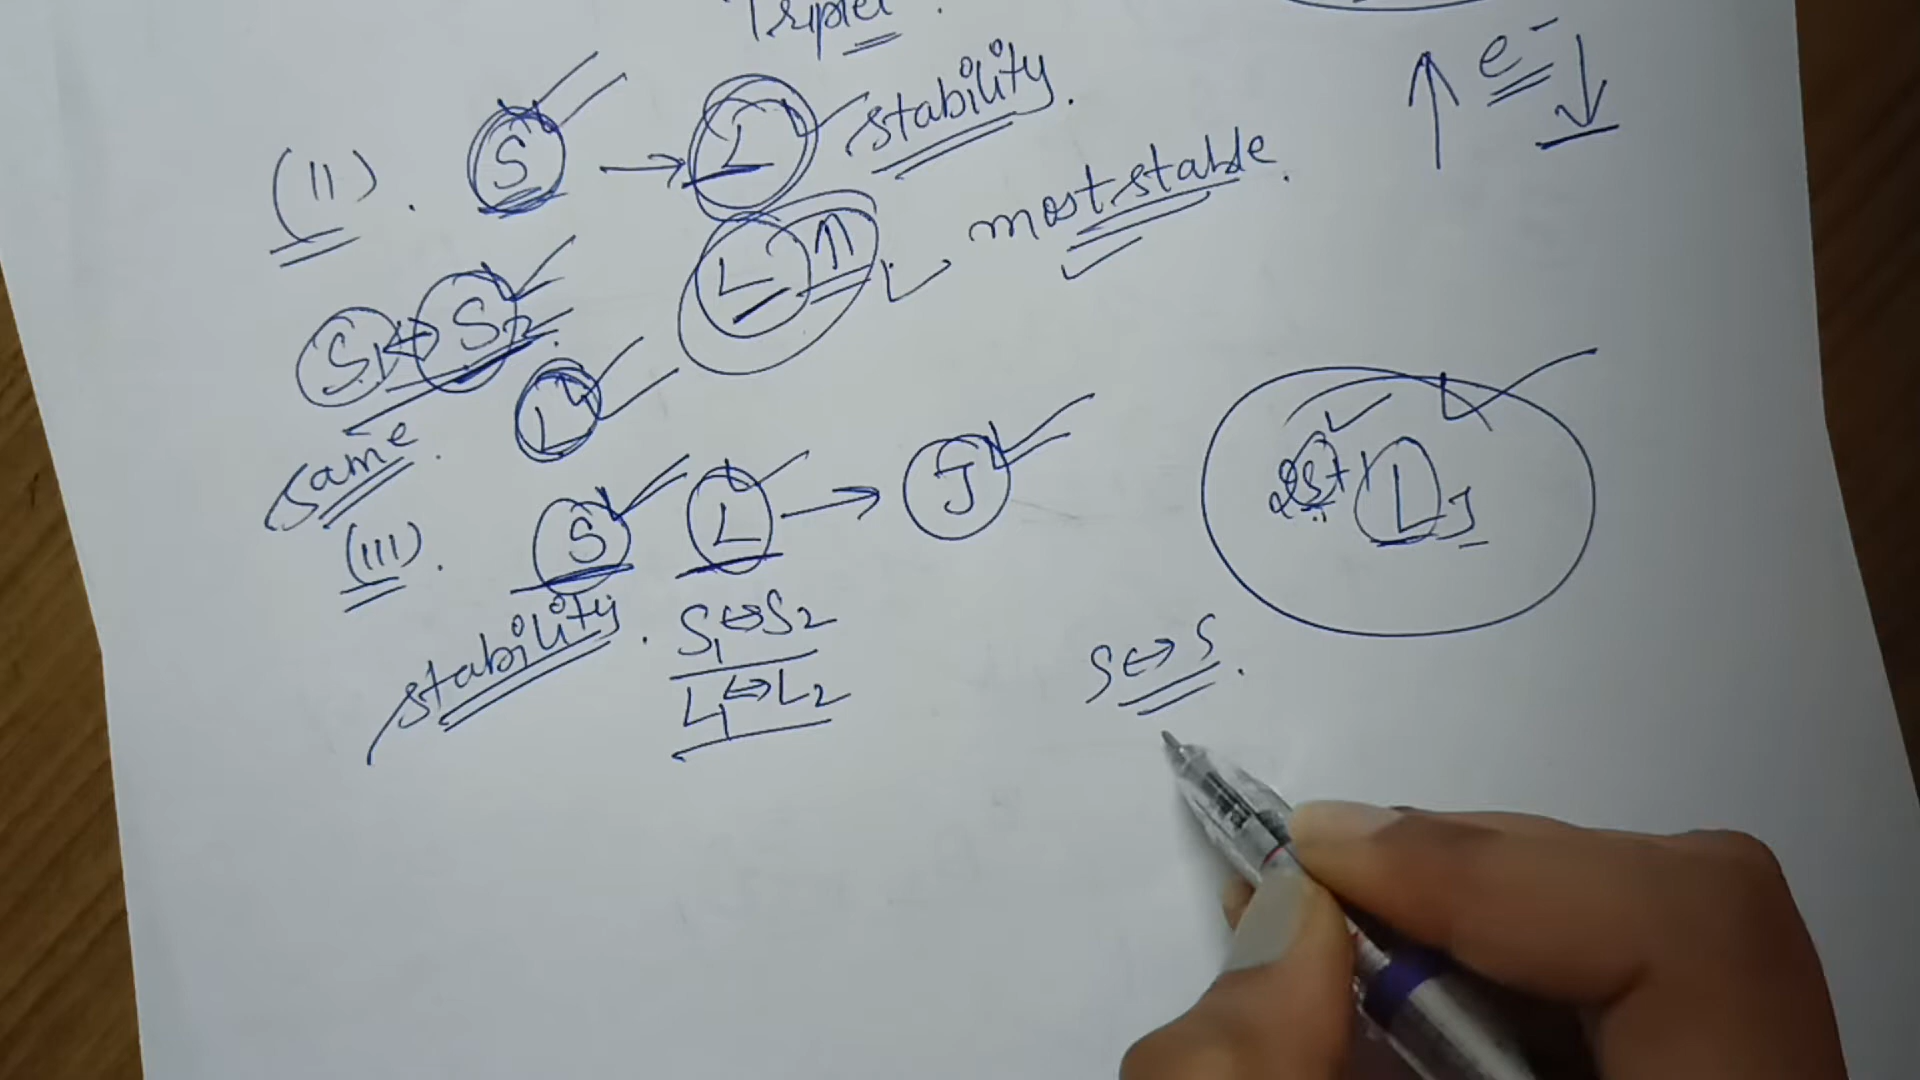 Triplet.
e⁻
(II). S → L stability.
L ↑↑ most stable.
S₁ ↔ S₂
same. L
(III). S L → J
2S+1 L J
stability. S₁ ↔ S₂
L₁ ↔ L₂
S ↔ S.